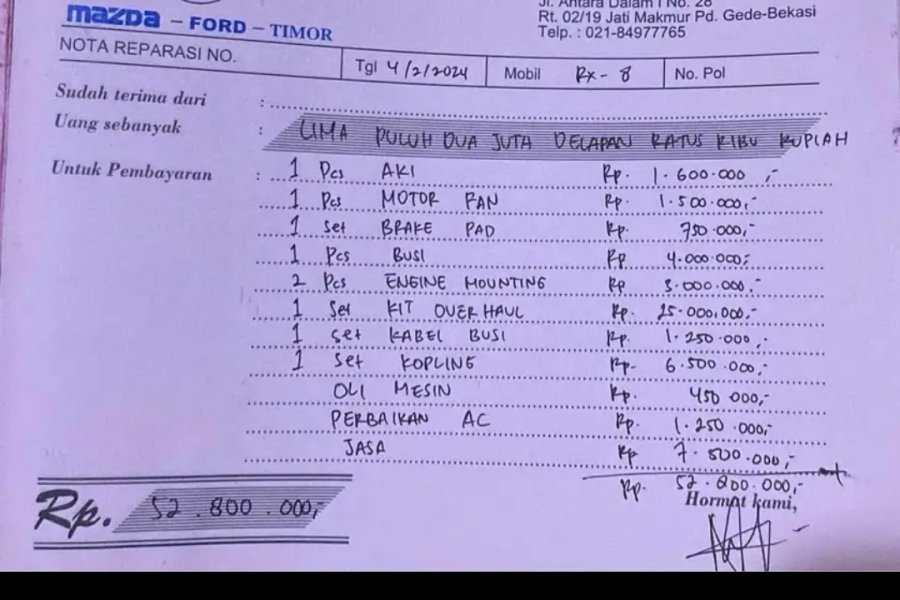 Jl. Antara Dalam I No. 28
mazda – FORD – TIMOR
Rt. 02/19 Jati Makmur Pd. Gede-Bekasi
Telp. : 021-84977765
NOTA REPARASI NO.
Tgl 4/2/2024 Mobil Rx - 8 No. Pol
Sudah terima dari :
Uang sebanyak : LIMA PULUH DUA JUTA DELAPAN RATUS RIBU RUPIAH
Untuk Pembayaran : 1 Pcs AKI Rp. 1.600.000,-
1 Pcs MOTOR FAN Rp. 1.500.000,-
1 Set BRAKE PAD Rp. 750.000,-
1 Pcs BUSI Rp 4.000.000;
2 Pcs ENGINE MOUNTING Rp 3.000.000,-
1 Set KIT OVERHAUL Rp. 25.000.000,-
1 Set KABEL BUSI Rp. 1.250.000,-
1 Set KOPLING Rp- 6.500.000,-
OLI MESIN Rp. 450.000,-
PERBAIKAN AC Rp. 1.250.000,-
JASA Rp 7.500.000,-
Rp. 52.800.000,-
Rp. 52.800.000,-
Hormat kami,